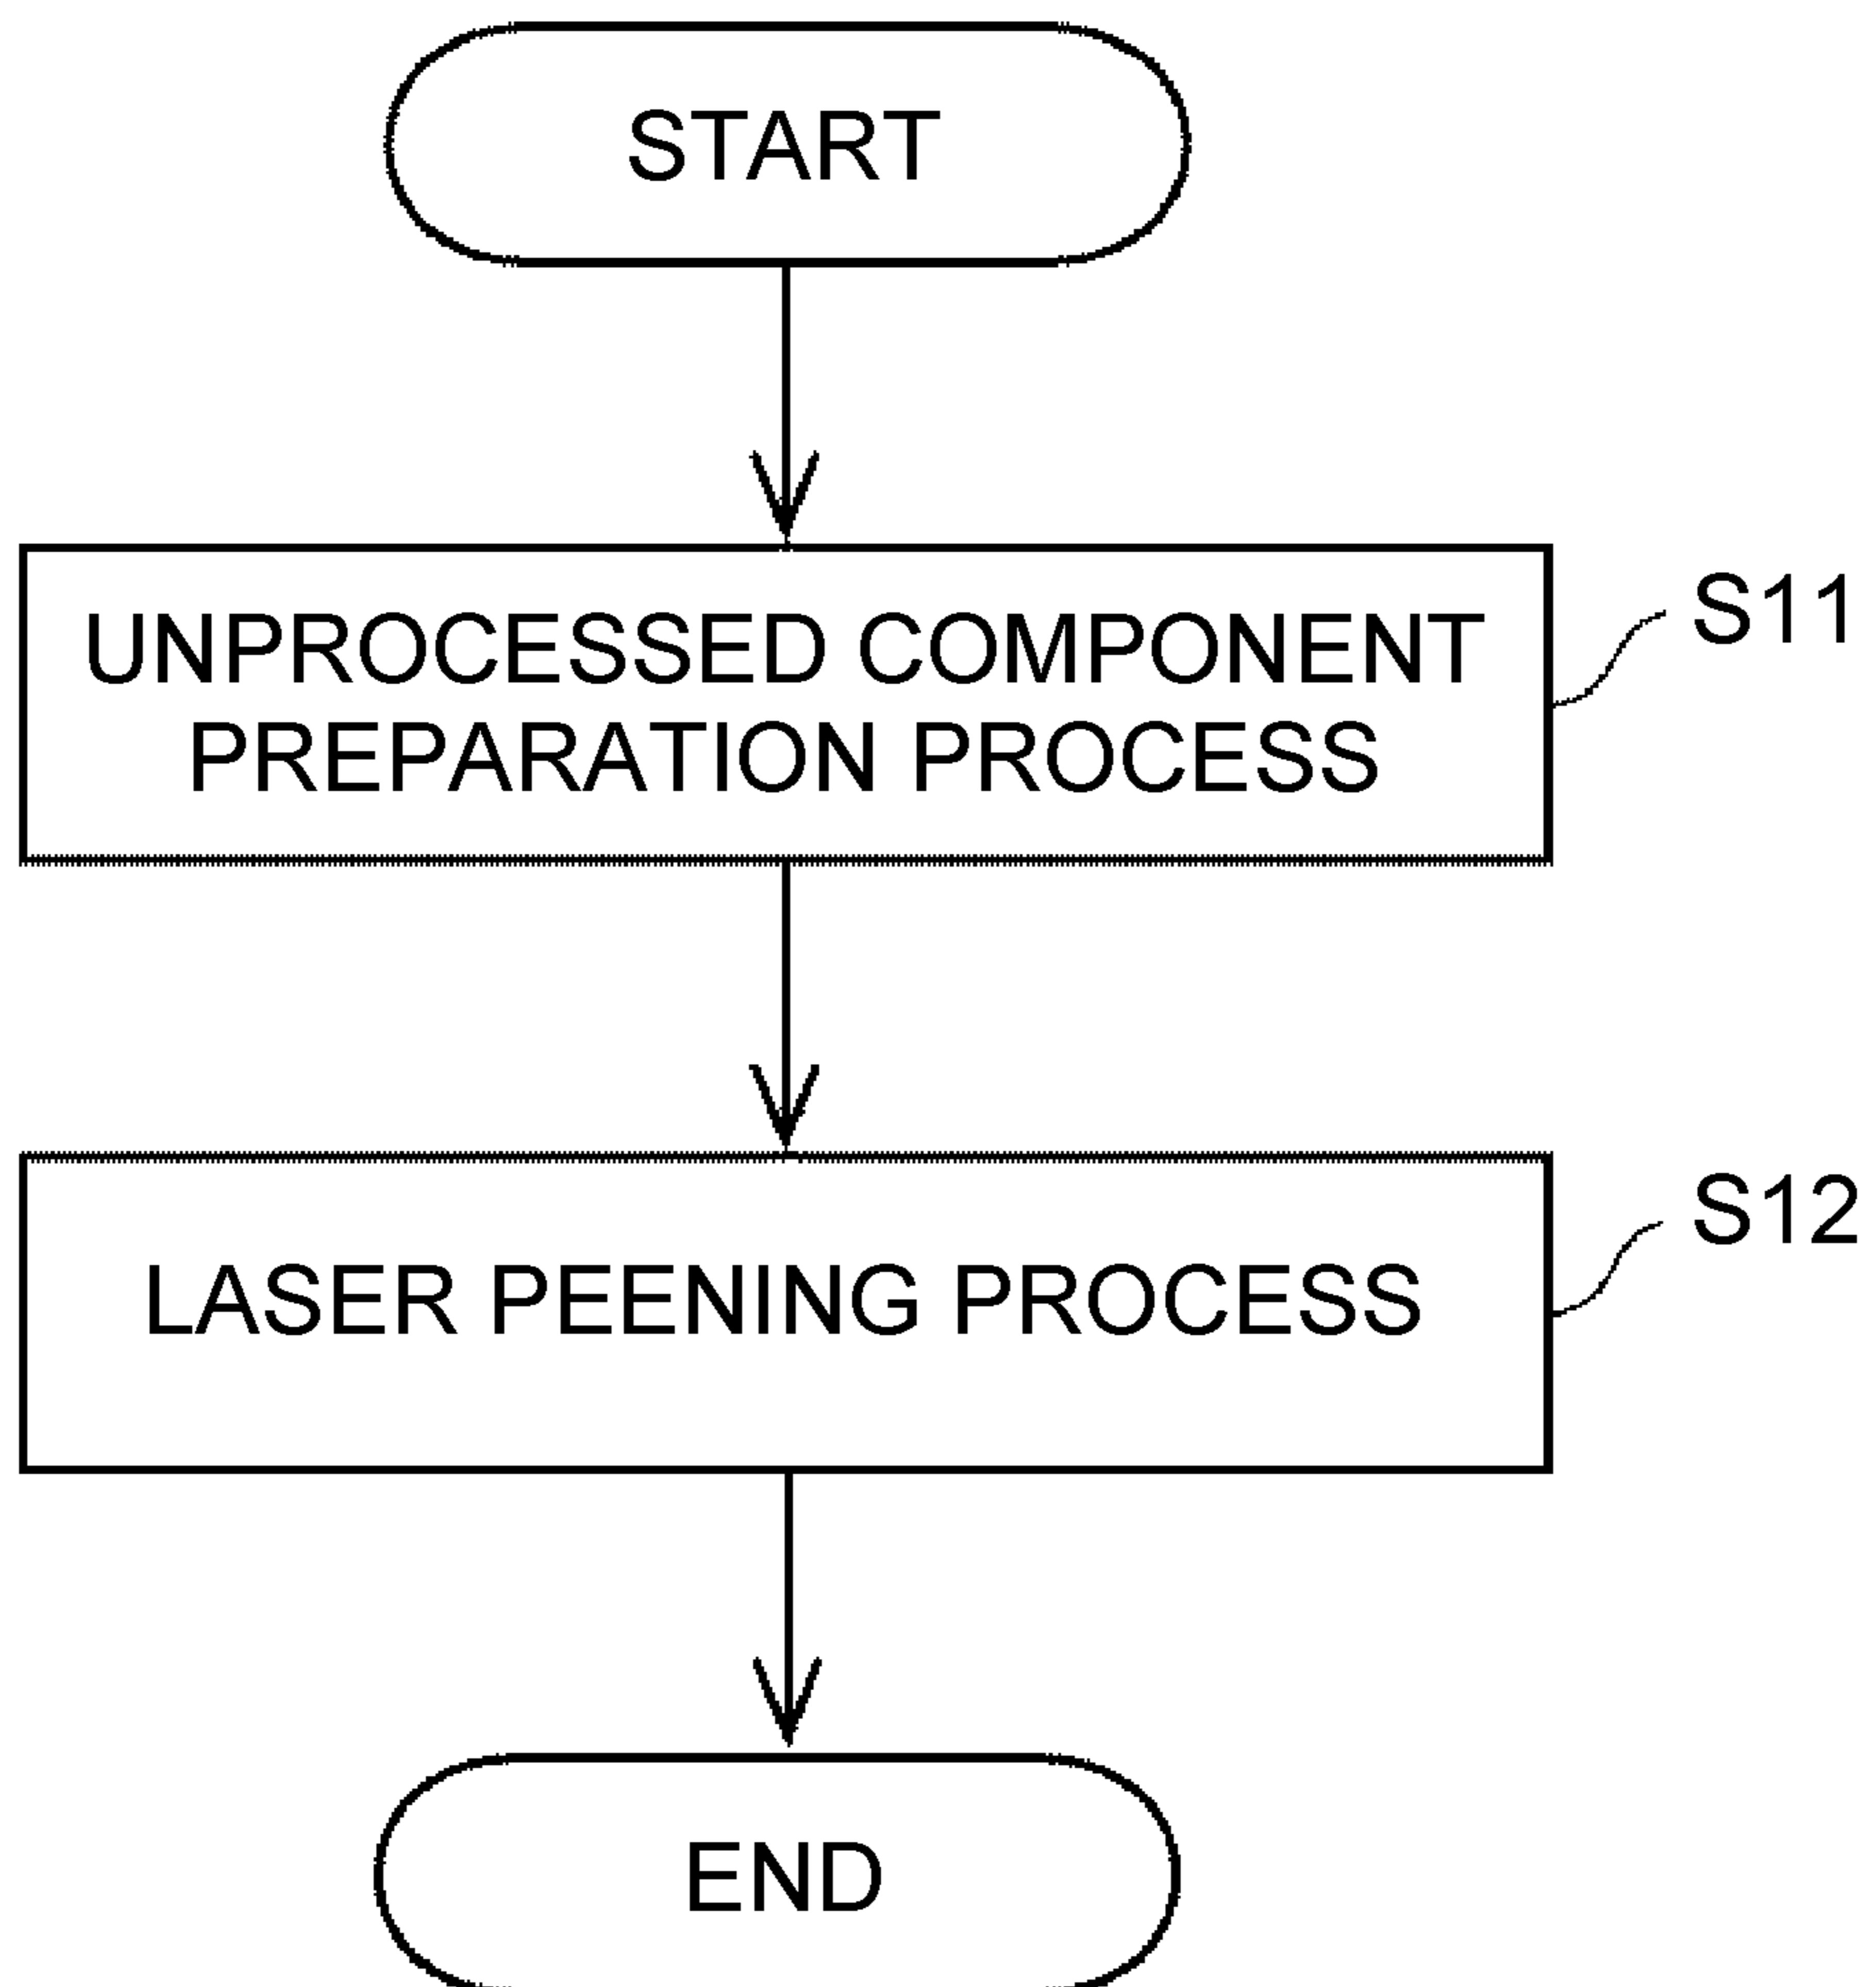 START
UNPROCESSED COMPONENT
PREPARATION PROCESS
S11
LASER PEENING PROCESS
S12
END